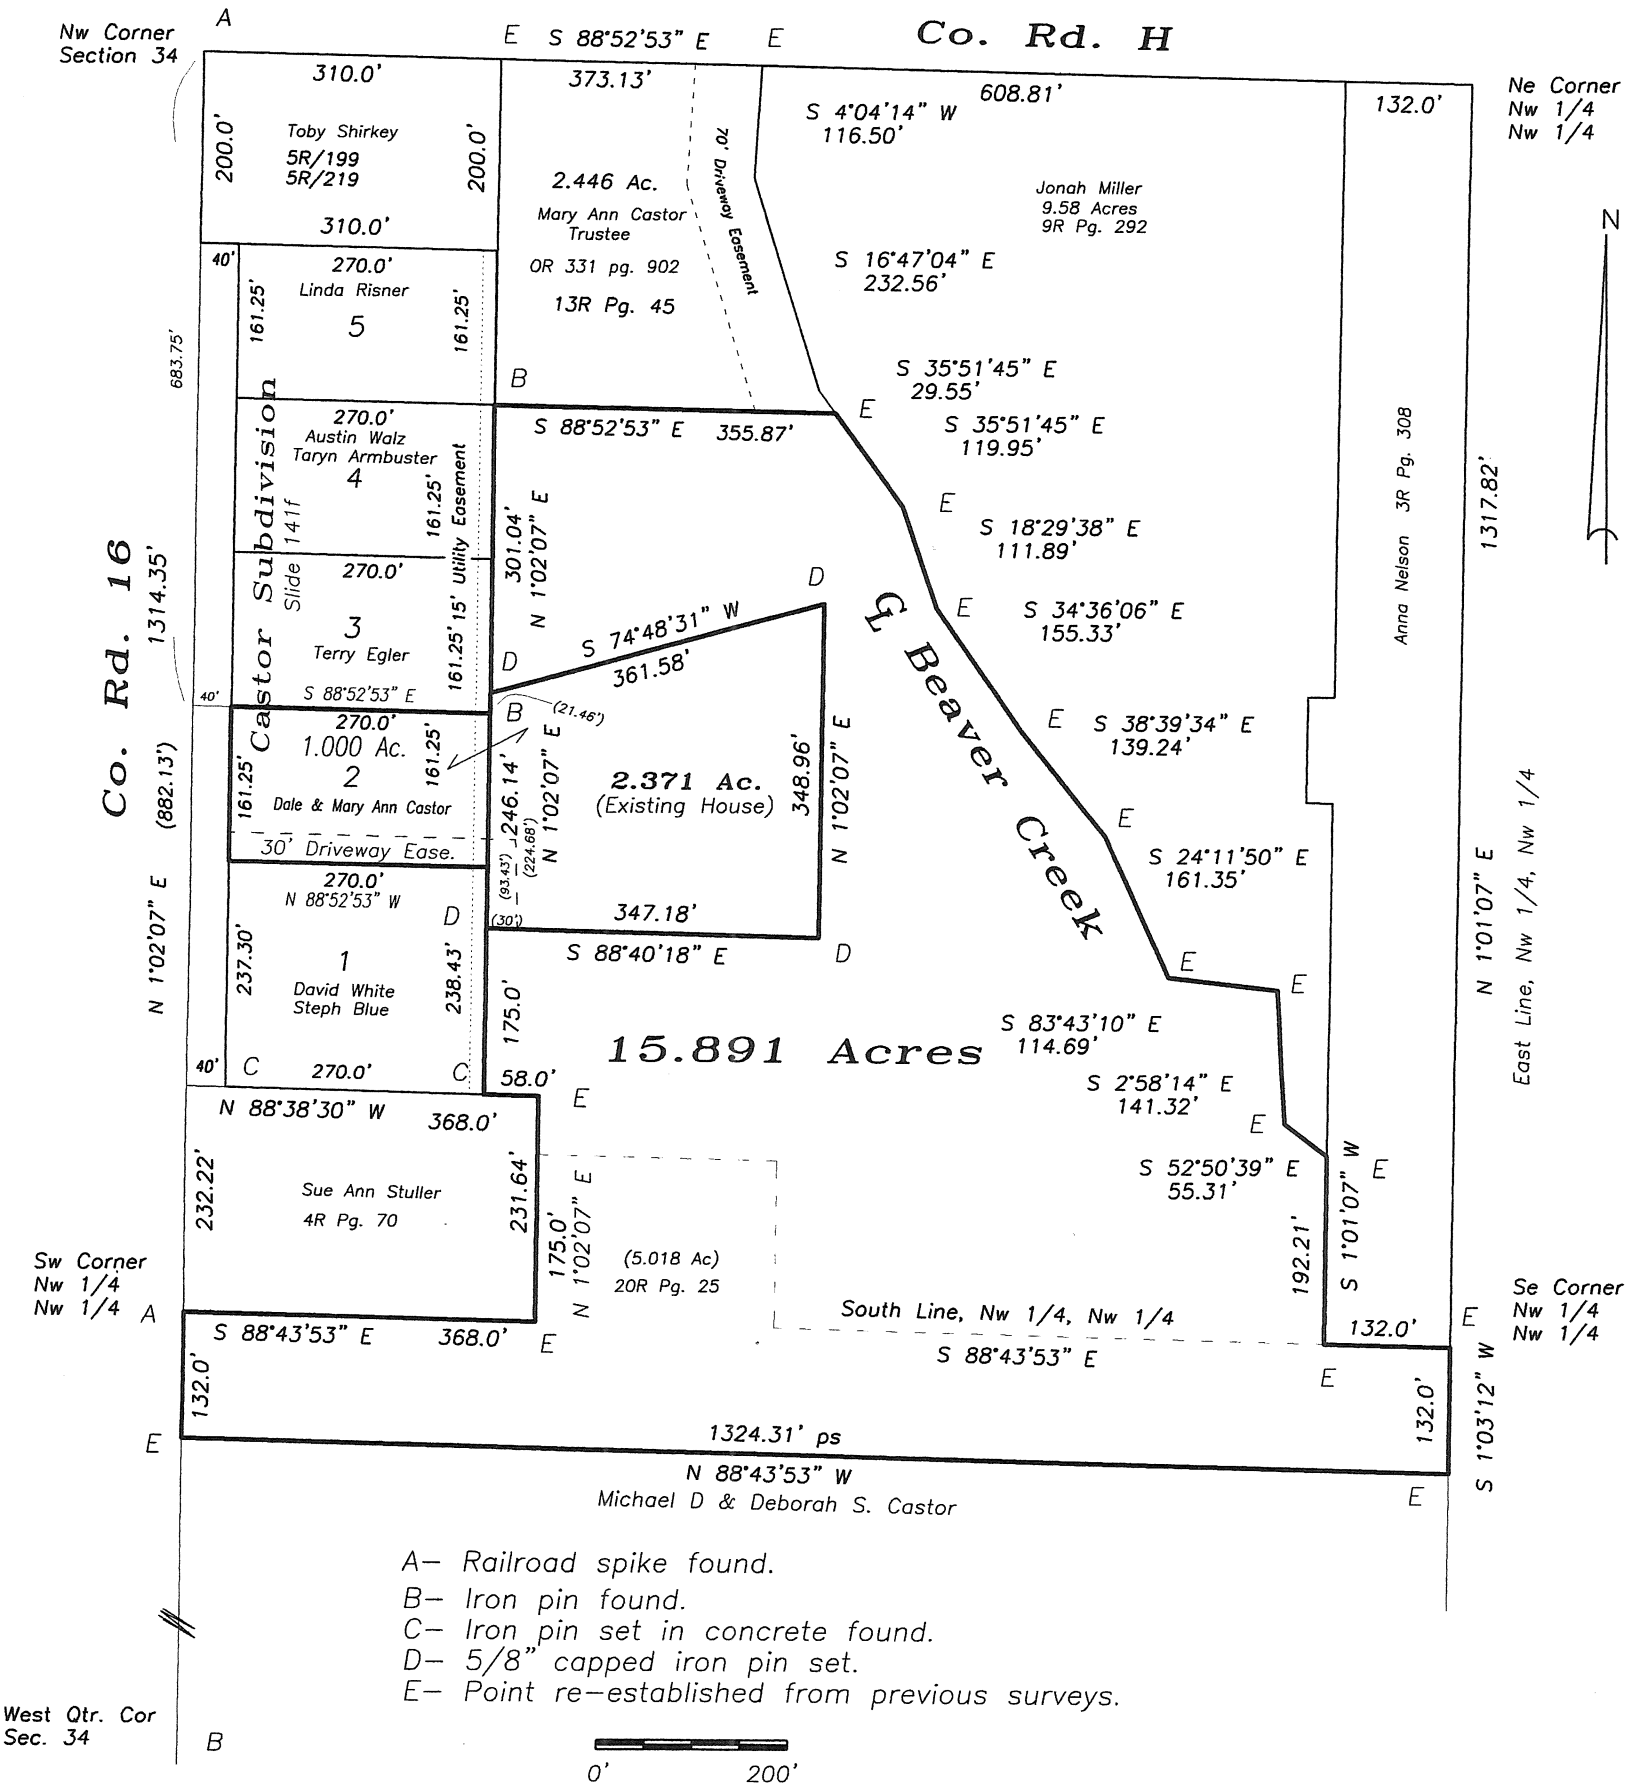 A
Nw Corner
Section 34
E S 88°52'53" E E
Co. Rd. H
Ne Corner
Nw 1/4
Nw 1/4
310.0'
373.13'
608.81'
132.0'
S 4°04'14" W
116.50'
200.0'
Toby Shirkey
5R/199
5R/219
200.0'
310.0'
70' Driveway Easement
2.446 Ac.
Mary Ann Castor
Trustee
OR 331 pg. 902
13R Pg. 45
Jonah Miller
9.58 Acres
9R Pg. 292
N
S 16°47'04" E
232.56'
40'
270.0'
Linda Risner
5
161.25'
161.25'
683.75'
B
S 35°51'45" E
29.55'
E
S 35°51'45" E
119.95'
S 88°52'53" E 355.87'
270.0'
Austin Walz
Taryn Armbuster
4
161.25'
15' Utility Easement
Castor Subdivision
Slide 141f
301.04'
N 1°02'07" E
E
S 18°29'38" E
111.89'
Anna Nelson 3R Pg. 308
1317.82'
Co. Rd. 16
1314.35'
270.0'
3
Terry Egler
161.25'
S 88°52'53" E
D
S 74°48'31" W
361.58'
D
E
S 34°36'06" E
155.33'
CL Beaver Creek
40'
270.0'
1.000 Ac.
2
Dale & Mary Ann Castor
161.25'
161.25'
30' Driveway Ease.
B
(21.46')
246.14'
N 1°02'07" E
(93.43')
(224.68')
(30')
2.371 Ac.
(Existing House)
348.96'
N 1°02'07" E
E
S 38°39'34" E
139.24'
(882.13')
N 1°02'07" E
E
S 24°11'50" E
161.35'
N 1°01'07" E
East Line, Nw 1/4, Nw 1/4
270.0'
N 88°52'53" W
D
347.18'
S 88°40'18" E
D
237.30'
1
David White
Steph Blue
238.43'
175.0'
E
E
S 83°43'10" E
114.69'
15.891 Acres
40'
C
270.0'
C
58.0'
E
S 2°58'14" E
141.32'
N 88°38'30" W
368.0'
E
S 52°50'39" E
55.31'
E
232.22'
Sue Ann Stuller
4R Pg. 70
231.64'
175.0'
N 1°02'07" E
(5.018 Ac)
20R Pg. 25
192.21'
S 1°01'07" W
Sw Corner
Nw 1/4
Nw 1/4
A
Se Corner
Nw 1/4
Nw 1/4
E
S 88°43'53" E
368.0'
E
South Line, Nw 1/4, Nw 1/4
S 88°43'53" E
132.0'
E
132.0'
132.0'
S 1°03'12" W
E
1324.31' ps
N 88°43'53" W
E
Michael D & Deborah S. Castor
A- Railroad spike found.
B- Iron pin found.
C- Iron pin set in concrete found.
D- 5/8" capped iron pin set.
E- Point re-established from previous surveys.
West Qtr. Cor
Sec. 34
B
0' 200'